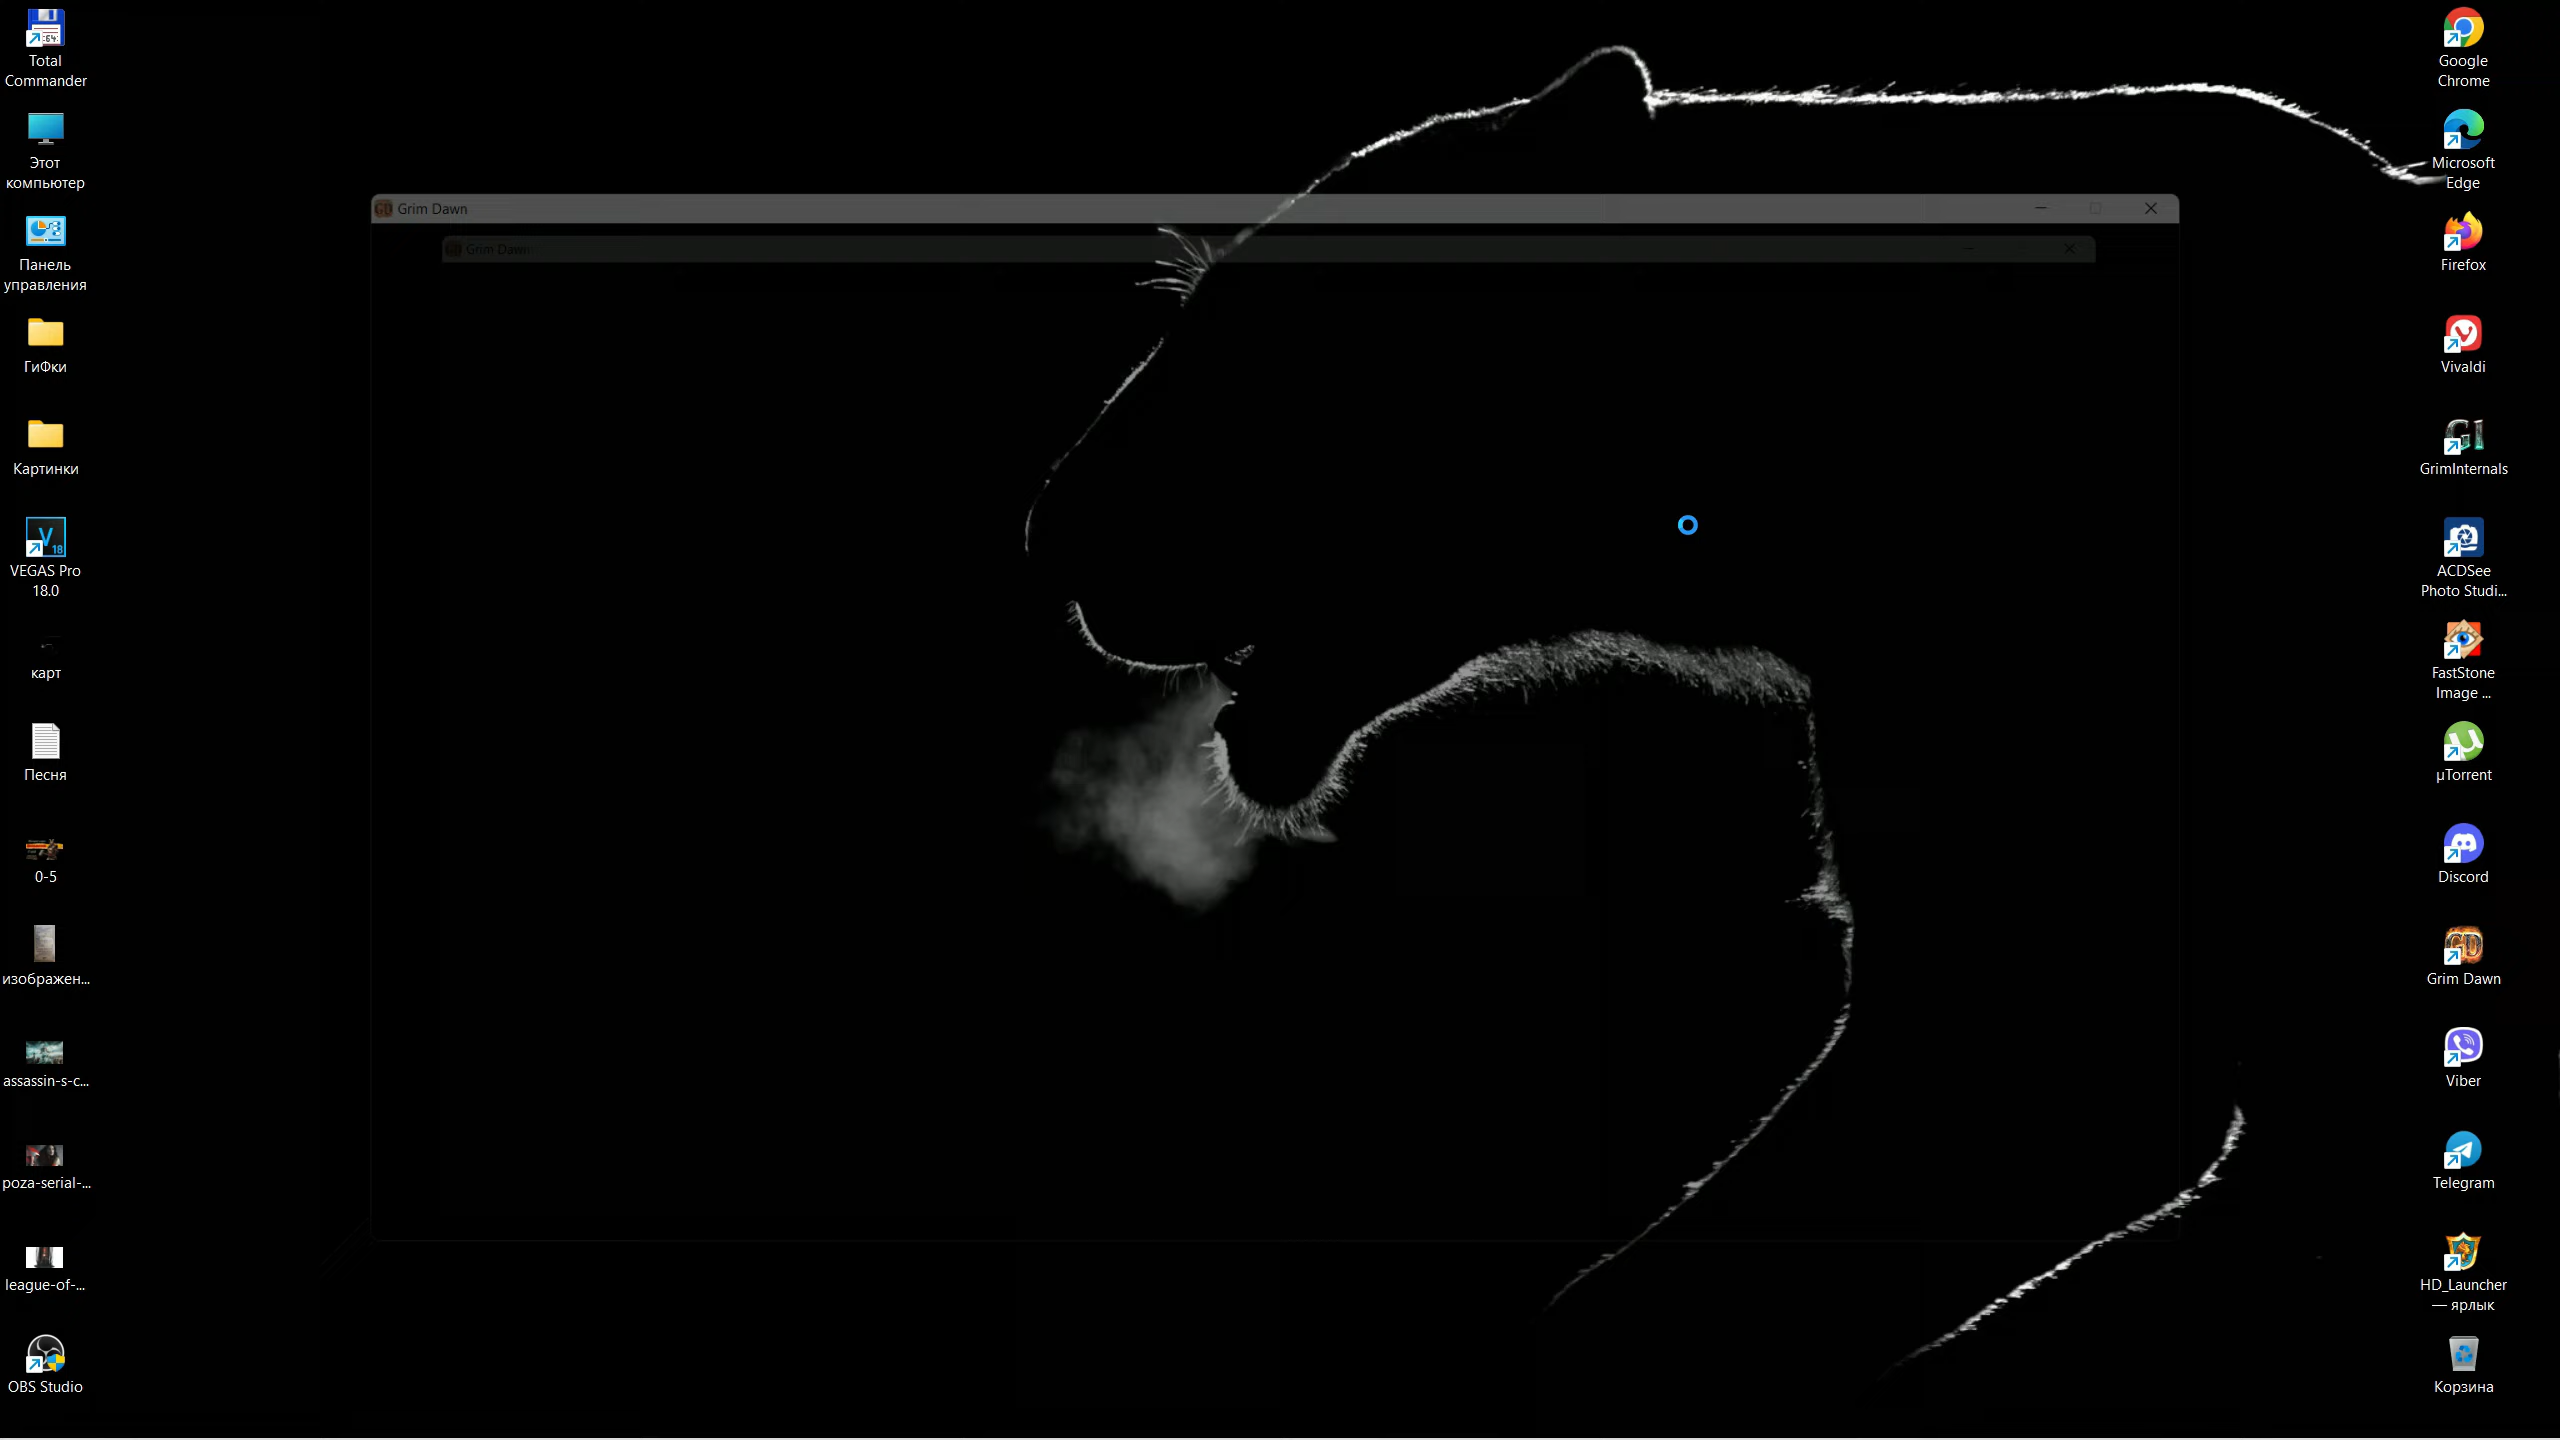 Total
Commander
Этот
компьютер
Панель
управления
ГиФки
Картинки
VEGAS Pro
18.0
карт
Песня
0-5
изображен...
assassin-s-c...
poza-serial-...
league-of-...
OBS Studio
Grim Dawn
Grim Dawn
Google
Chrome
Microsoft
Edge
Firefox
Vivaldi
GrimInternals
ACDSee
Photo Studi...
FastStone
Image ...
µTorrent
Discord
Grim Dawn
Viber
Telegram
HD_Launcher
— ярлык
Корзина